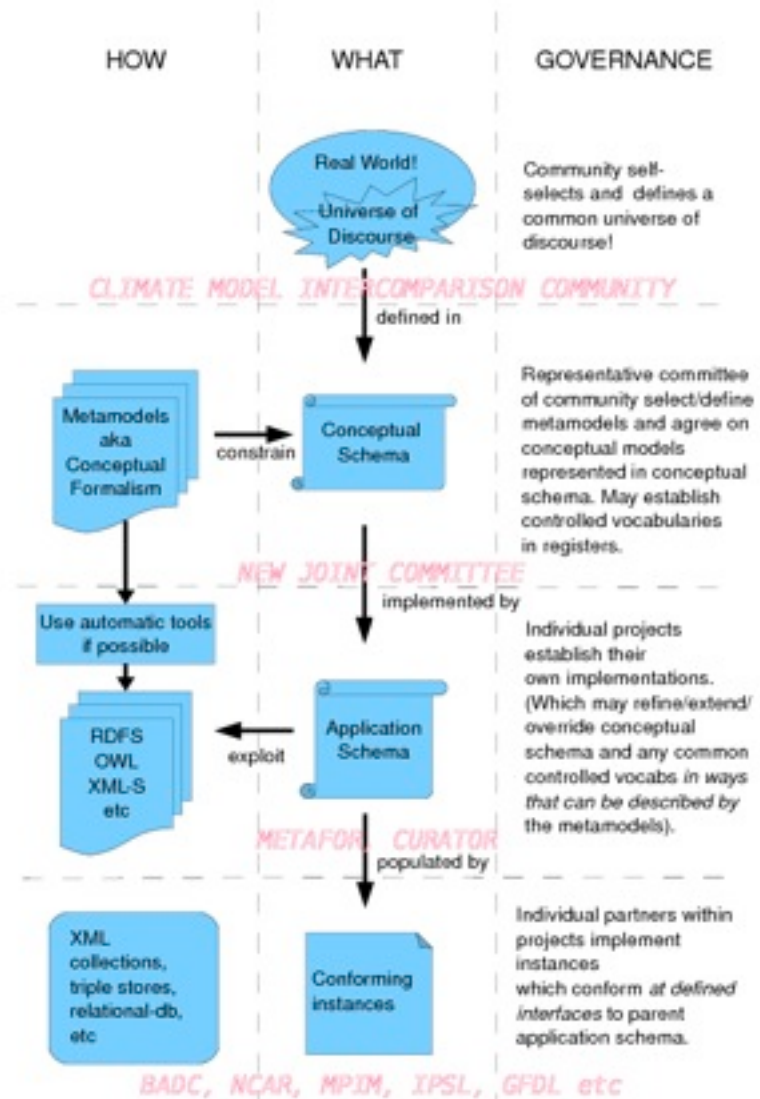 HOW
WHAT
GOVERNANCE
Real World!
Universe of
Discourse
Community self-
selects and defines a
common universe of
discourse!
CLIMATE MODEL INTERCOMPARISON COMMUNITY
defined in
Metamodels
aka
Conceptual
Formalism
constrain
Conceptual
Schema
Representative committee
of community select/define
metamodels and agree on
conceptual models
represented in conceptual
schema. May establish
controlled vocabularies
in registers.
NEW JOINT COMMITTEE
implemented by
Use automatic tools
if possible
RDFS
OWL
XML-S
etc
exploit
Application
Schema
Individual projects
establish their
own implementations.
(Which may refine/extend/
override conceptual
schema and any common
controlled vocabs in ways
that can be described by
the metamodels).
METAFOR, CURATOR
populated by
XML
collections,
triple stores,
relational-db,
etc
Conforming
instances
Individual partners within
projects implement
instances
which conform at defined
interfaces to parent
application schema.
BADC, NCAR, MPIM, IPSL, GFDL etc